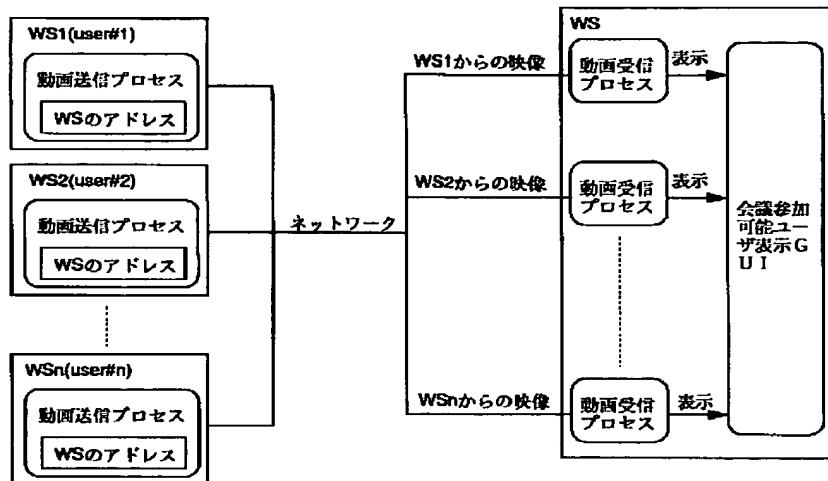 WS1(user#1)
動画送信プロセス
WSのアドレス
WS2(user#2)
動画送信プロセス
WSのアドレス
WSn(user#n)
動画送信プロセス
WSのアドレス
ネットワーク
WS
WS1からの映像
動画受信
プロセス
表示
WS2からの映像
動画受信
プロセス
表示
WSnからの映像
動画受信
プロセス
表示
会議参加
可能ユー
ザ表示G
UI